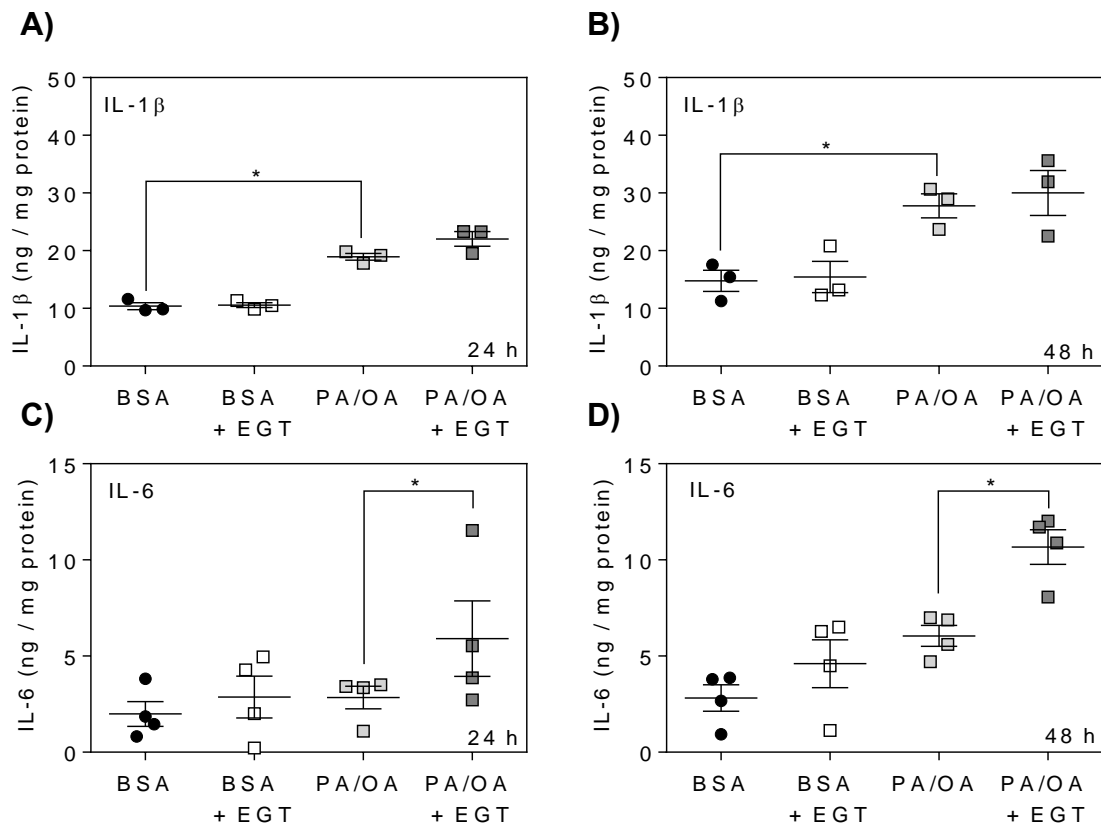 A)
IL-1β (ng / mg protein)
50
40
30
20
10
0
IL-1β
*
24 h
BSA
BSA + EGT
PA/OA
PA/OA + EGT
B)
IL-1β (ng / mg protein)
50
40
30
20
10
0
IL-1β
*
48 h
BSA
BSA + EGT
PA/OA
PA/OA + EGT
C)
IL-6 (ng / mg protein)
15
10
5
0
IL-6
*
24 h
BSA
BSA + EGT
PA/OA
PA/OA + EGT
D)
IL-6 (ng / mg protein)
15
10
5
0
IL-6
*
48 h
BSA
BSA + EGT
PA/OA
PA/OA + EGT